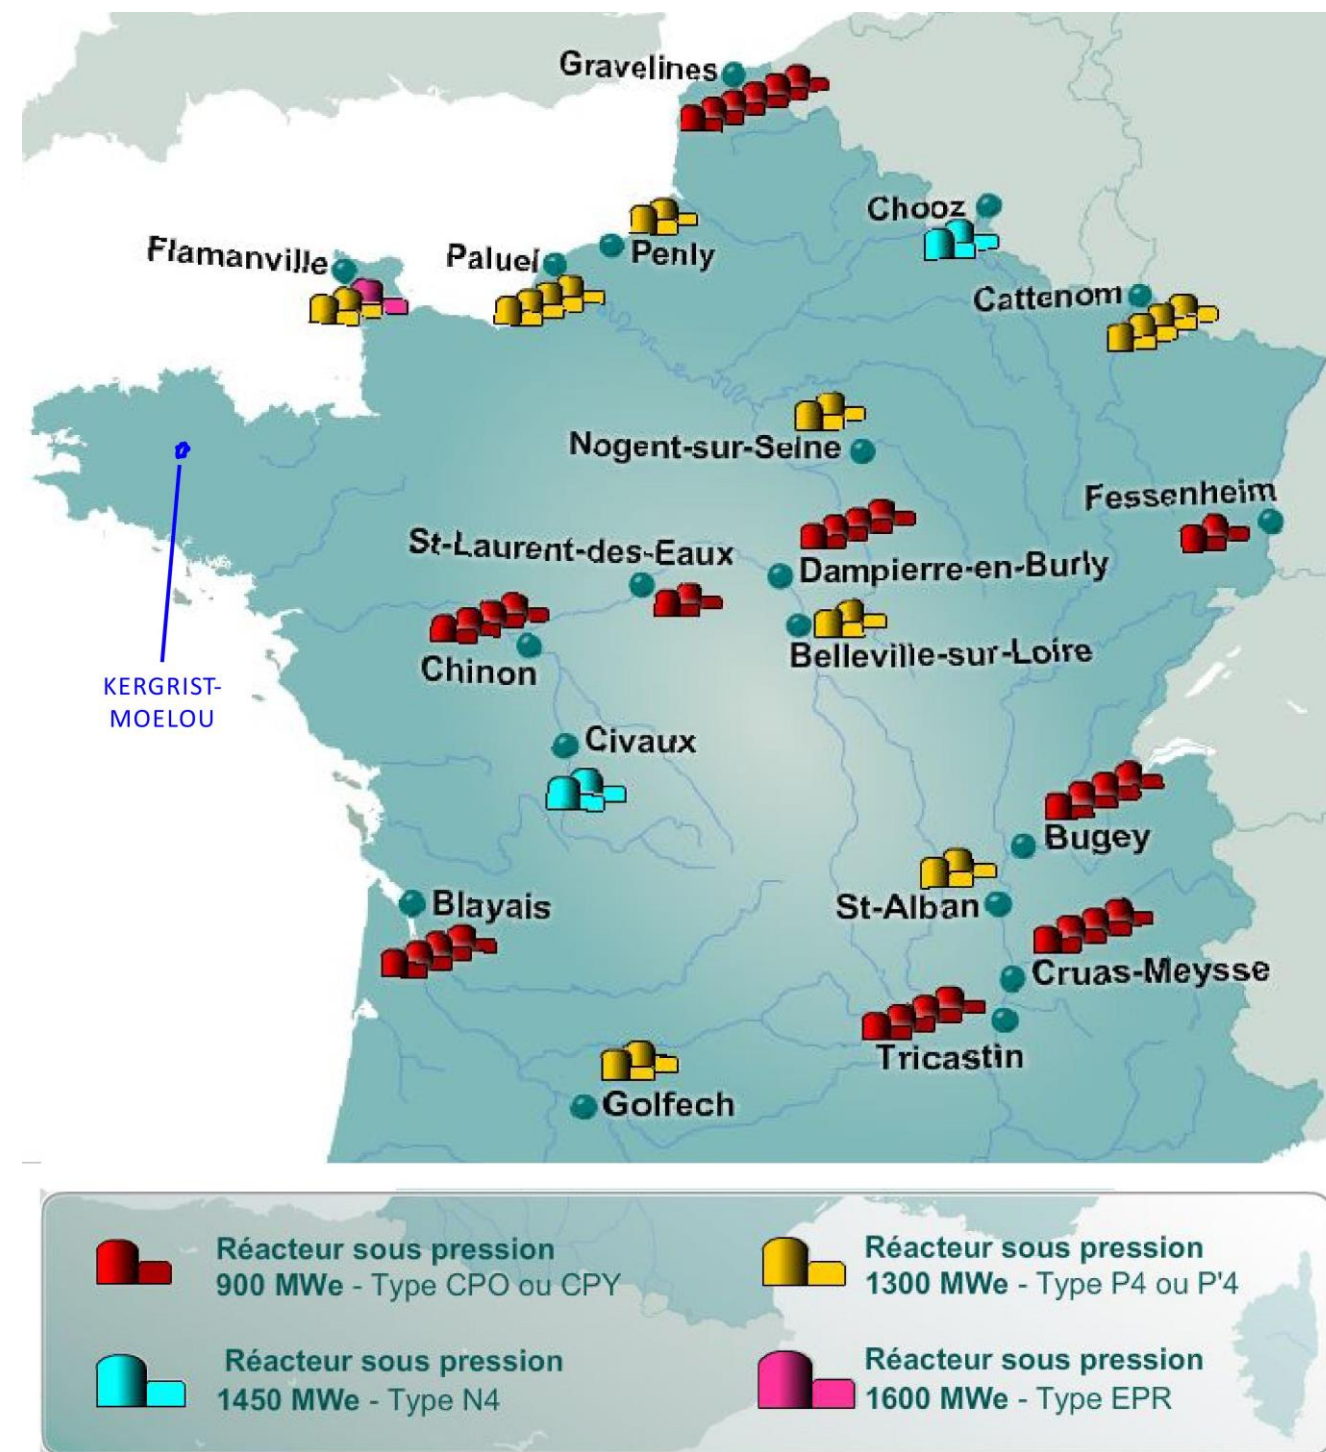 Gravelines
Chooz
Flamanville
Paluel
Penly
Cattenom
Nogent-sur-Seine
Fessenheim
St-Laurent-des-Eaux
Dampierre-en-Burly
Chinon
Belleville-sur-Loire
KERGRIST-
MOELOU
Civaux
Bugey
Blayais
St-Alban
Cruas-Meysse
Tricastin
Golfech
Réacteur sous pression
900 MWe - Type CPO ou CPY
Réacteur sous pression
1300 MWe - Type P4 ou P'4
Réacteur sous pression
1450 MWe - Type N4
Réacteur sous pression
1600 MWe - Type EPR